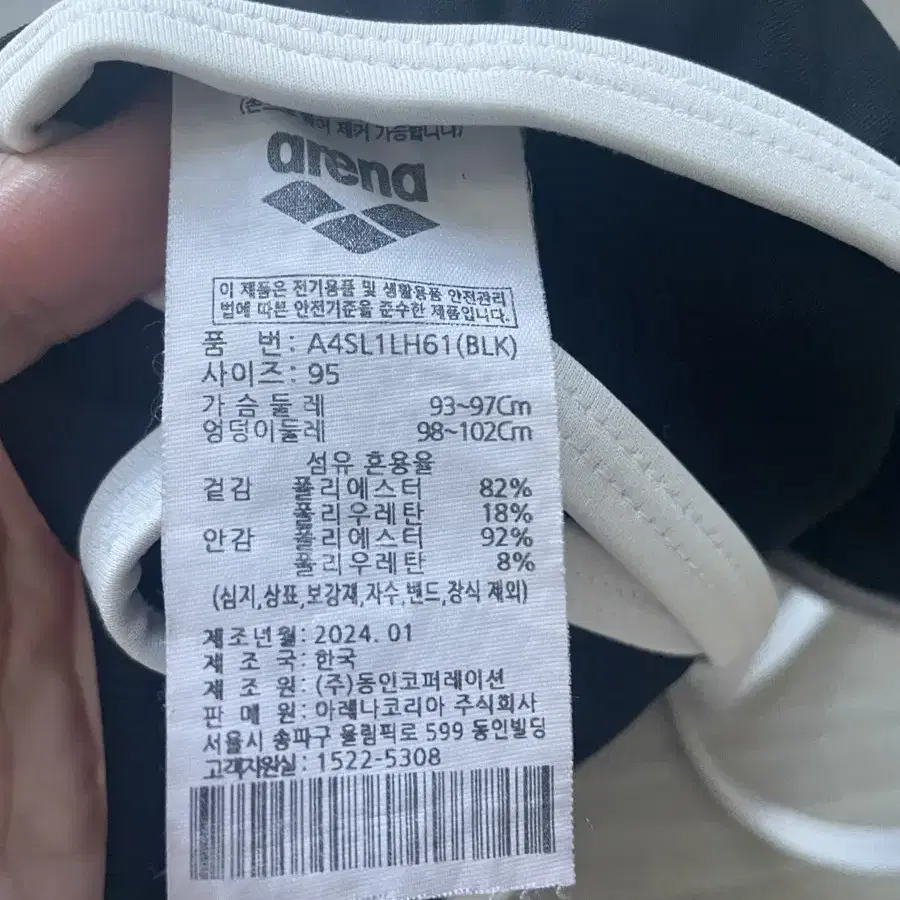 제거 가능합니다)
arena
이 제품은 전기용품 및 생활용품 안전관리
법에 따른 안전기준을 준수한 제품입니다.
품 번: A4SL1LH61(BLK)
사이즈: 95
가슴둘레 93~97Cm
엉덩이둘레 98~102Cm
섬유 혼용율
겉감 폴리에스터 82%
폴리우레탄 18%
안감 폴리에스터 92%
폴리우레탄 8%
(심지,상표,보강재,자수,밴드,장식 제외)
제조년월: 2024. 01
제 조 국: 한국
제 조 원: (주)동인코퍼레이션
판 매 원: 아레나코리아 주식회사
서울시 송파구 올림픽로 599 동인빌딩
고객지원실: 1522-5308